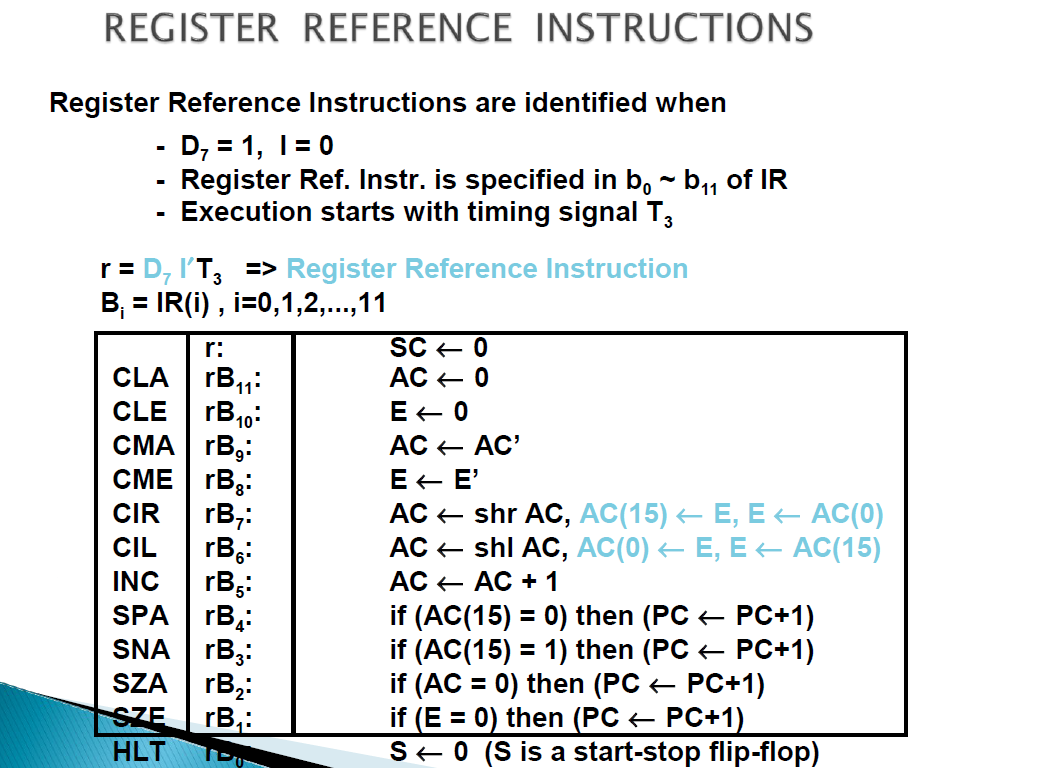 REGISTER REFERENCE INSTRUCTIONS
Register Reference Instructions are identified when
- D₇ = 1, I = 0
- Register Ref. Instr. is specified in b₀ ~ b₁₁ of IR
- Execution starts with timing signal T₃
r = D₇ I′T₃ => Register Reference Instruction
Bᵢ = IR(i) , i=0,1,2,...,11
r: SC ← 0
CLA rB₁₁: AC ← 0
CLE rB₁₀: E ← 0
CMA rB₉: AC ← AC’
CME rB₈: E ← E’
CIR rB₇: AC ← shr AC, AC(15) ← E, E ← AC(0)
CIL rB₆: AC ← shl AC, AC(0) ← E, E ← AC(15)
INC rB₅: AC ← AC + 1
SPA rB₄: if (AC(15) = 0) then (PC ← PC+1)
SNA rB₃: if (AC(15) = 1) then (PC ← PC+1)
SZA rB₂: if (AC = 0) then (PC ← PC+1)
SZE rB₁: if (E = 0) then (PC ← PC+1)
HLT rB₀: S ← 0 (S is a start-stop flip-flop)